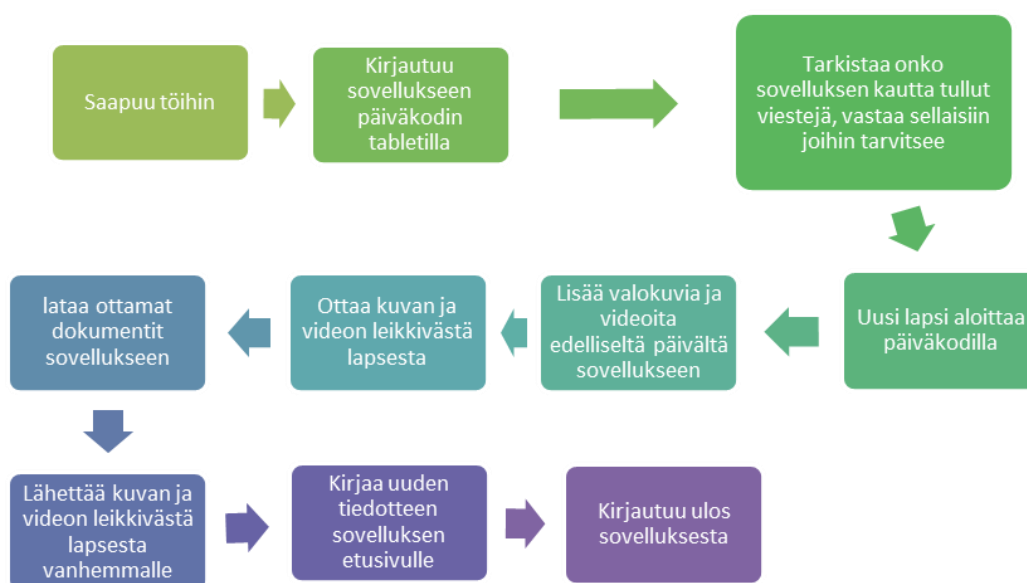 Saapuu töihin
Kirjautuu
sovellukseen
päiväkodin
tabletilla
Tarkistaa onko
sovelluksen kautta tullut
viestejä, vastaa sellaisiin
joihin tarvitsee
Uusi lapsi aloittaa
päiväkodilla
Lisää valokuvia ja
videoita
edelliseltä päivältä
sovellukseen
Ottaa kuvan ja
videon leikkivästä
lapsesta
lataa ottamat
dokumentit
sovellukseen
Lähettää kuvan ja
videon leikkivästä
lapsesta
vanhemmalle
Kirjaa uuden
tiedotteen
sovelluksen
etusivulle
Kirjautuu ulos
sovelluksesta